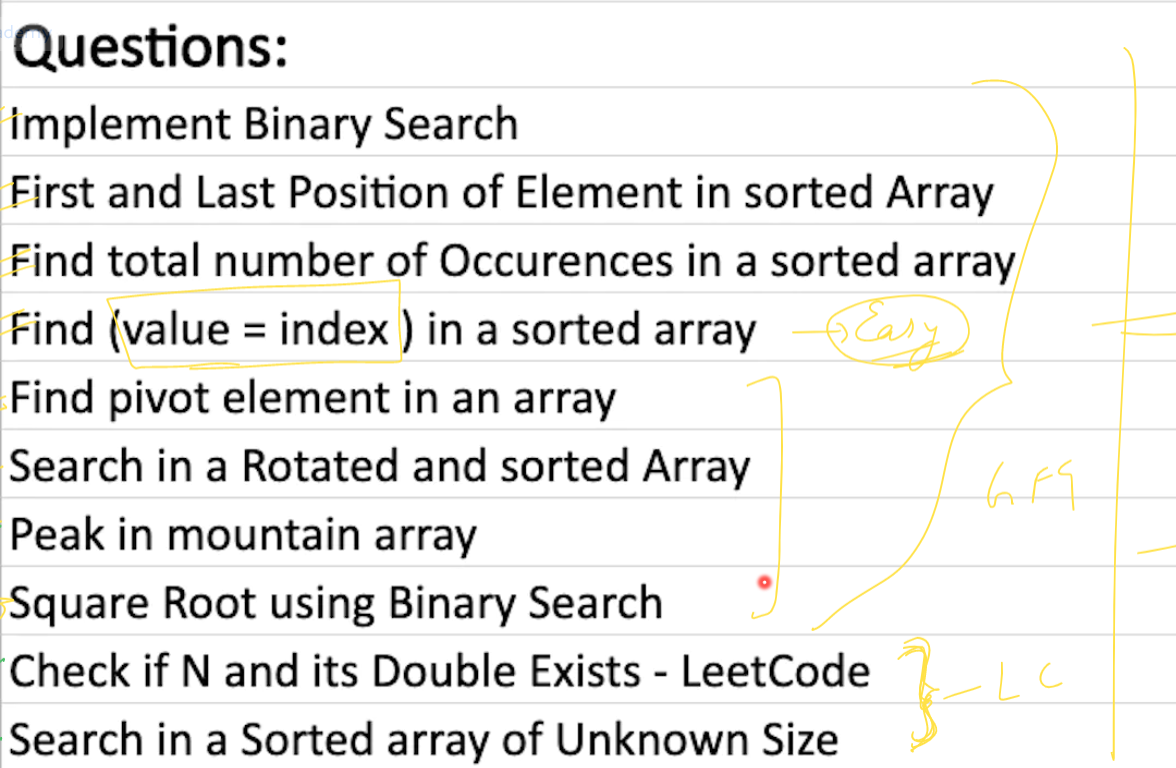 Questions:
Implement Binary Search
First and Last Position of Element in sorted Array
Find total number of Occurences in a sorted array
Find (value = index ) in a sorted array → Easy
Find pivot element in an array
Search in a Rotated and sorted Array
GFG
Peak in mountain array
Square Root using Binary Search
Check if N and its Double Exists - LeetCode
- LC
Search in a Sorted array of Unknown Size